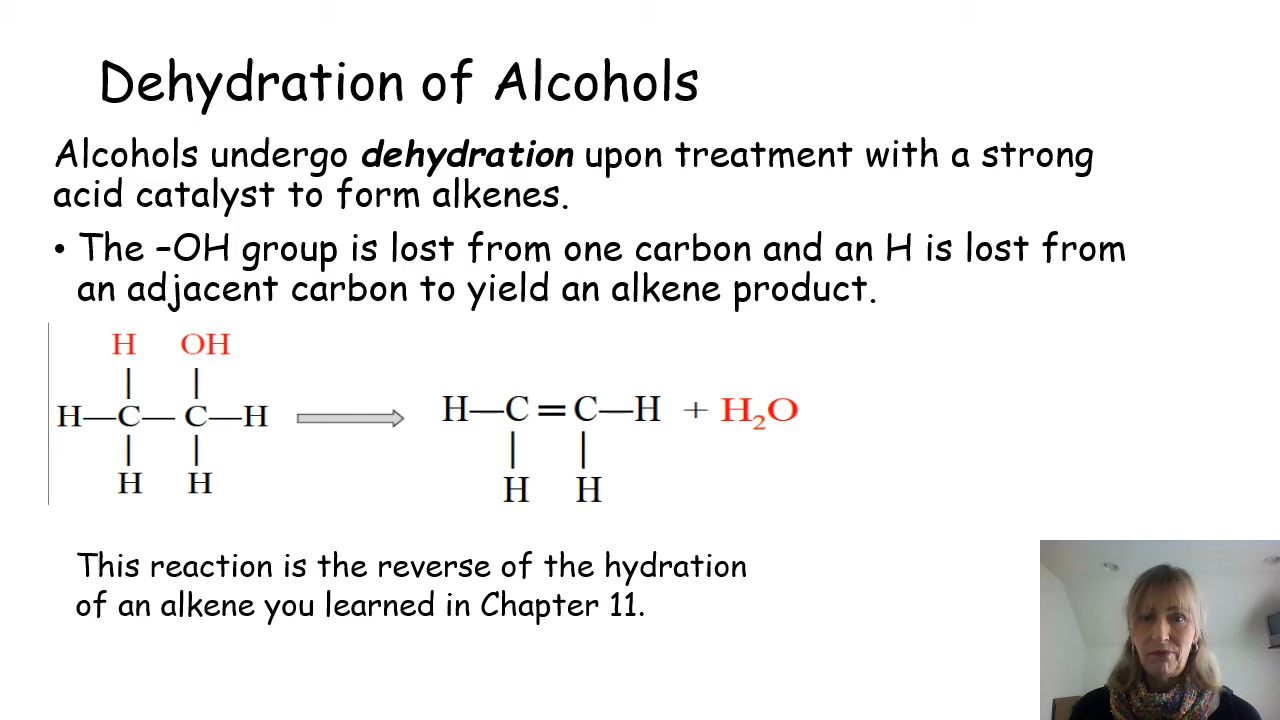 Dehydration of Alcohols
Alcohols undergo dehydration upon treatment with a strong
acid catalyst to form alkenes.
• The –OH group is lost from one carbon and an H is lost from
an adjacent carbon to yield an alkene product.
H OH
| |
H—C—C—H
| |
H H
H—C=C—H + H₂O
| |
H H
This reaction is the reverse of the hydration
of an alkene you learned in Chapter 11.